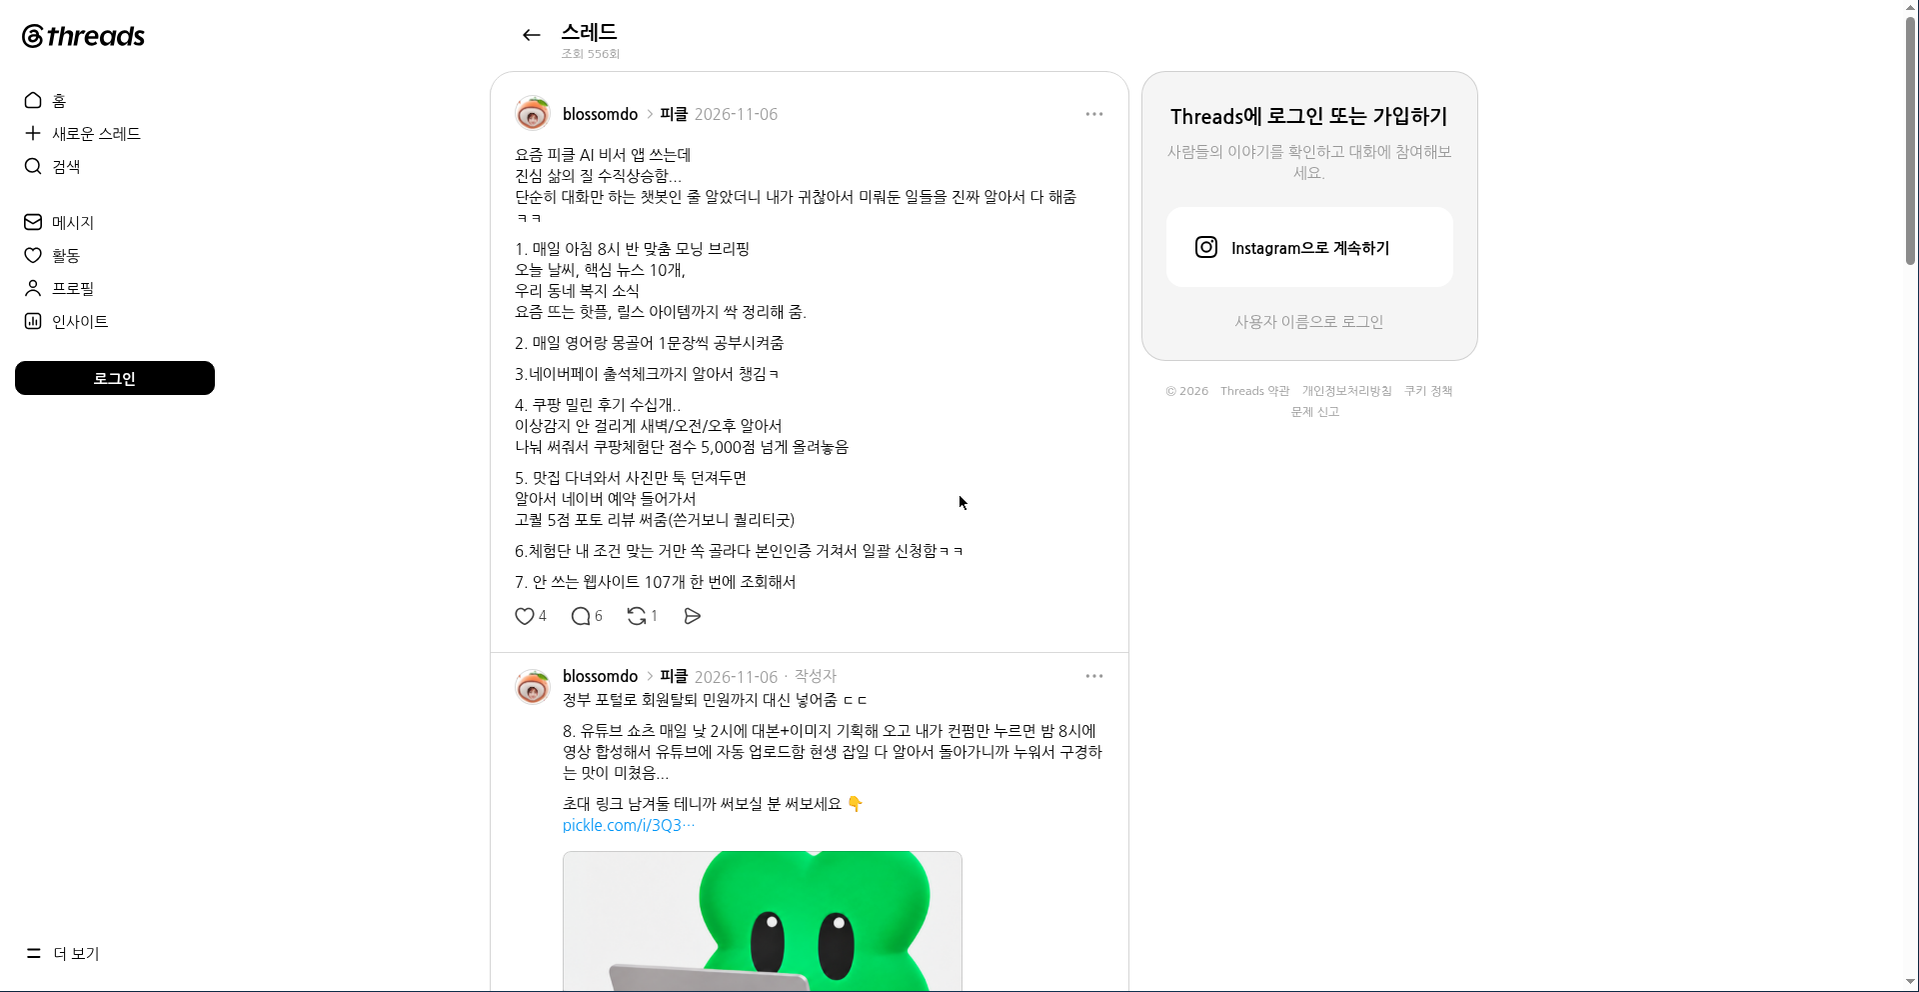 threads
홈
새로운 스레드
검색
메시지
활동
프로필
인사이트
로그인
더 보기
스레드
조회 556회
blossomdo > 피클 2026-11-06
요즘 피클 AI 비서 앱 쓰는데
진심 삶의 질 수직상승함...
단순히 대화만 하는 챗봇인 줄 알았더니 내가 귀찮아서 미뤄둔 일들을 진짜 알아서 다 해줌
ㅋㅋ
1. 매일 아침 8시 반 맞춤 모닝 브리핑
오늘 날씨, 핵심 뉴스 10개,
우리 동네 복지 소식
요즘 뜨는 핫플, 릴스 아이템까지 싹 정리해 줌.
2. 매일 영어랑 몽골어 1문장씩 공부시켜줌
3.네이버페이 출석체크까지 알아서 챙김ㅋ
4. 쿠팡 밀린 후기 수십개..
이상감지 안 걸리게 새벽/오전/오후 알아서
나눠 써줘서 쿠팡체험단 점수 5,000점 넘게 올려놓음
5. 맛집 다녀와서 사진만 툭 던져두면
알아서 네이버 예약 들어가서
고퀄 5점 포토 리뷰 써줌(쓴거보니 퀄리티굿)
6.체험단 내 조건 맞는 거만 쏙 골라다 본인인증 거쳐서 일괄 신청함ㅋㅋ
7. 안 쓰는 웹사이트 107개 한 번에 조회해서
4 6 1
blossomdo > 피클 2026-11-06 · 작성자
정부 포털로 회원탈퇴 민원까지 대신 넣어줌 ㄷㄷ
8. 유튜브 쇼츠 매일 낮 2시에 대본+이미지 기획해 오고 내가 컨펌만 누르면 밤 8시에
영상 합성해서 유튜브에 자동 업로드함 현생 잡일 다 알아서 돌아가니까 누워서 구경하
는 맛이 미쳤음...
초대 링크 남겨둘 테니까 써보실 분 써보세요 👇
pickle.com/i/3Q3…
Threads에 로그인 또는 가입하기
사람들의 이야기를 확인하고 대화에 참여해보
세요.
Instagram으로 계속하기
사용자 이름으로 로그인
© 2026 Threads 약관 개인정보처리방침 쿠키 정책
문제 신고